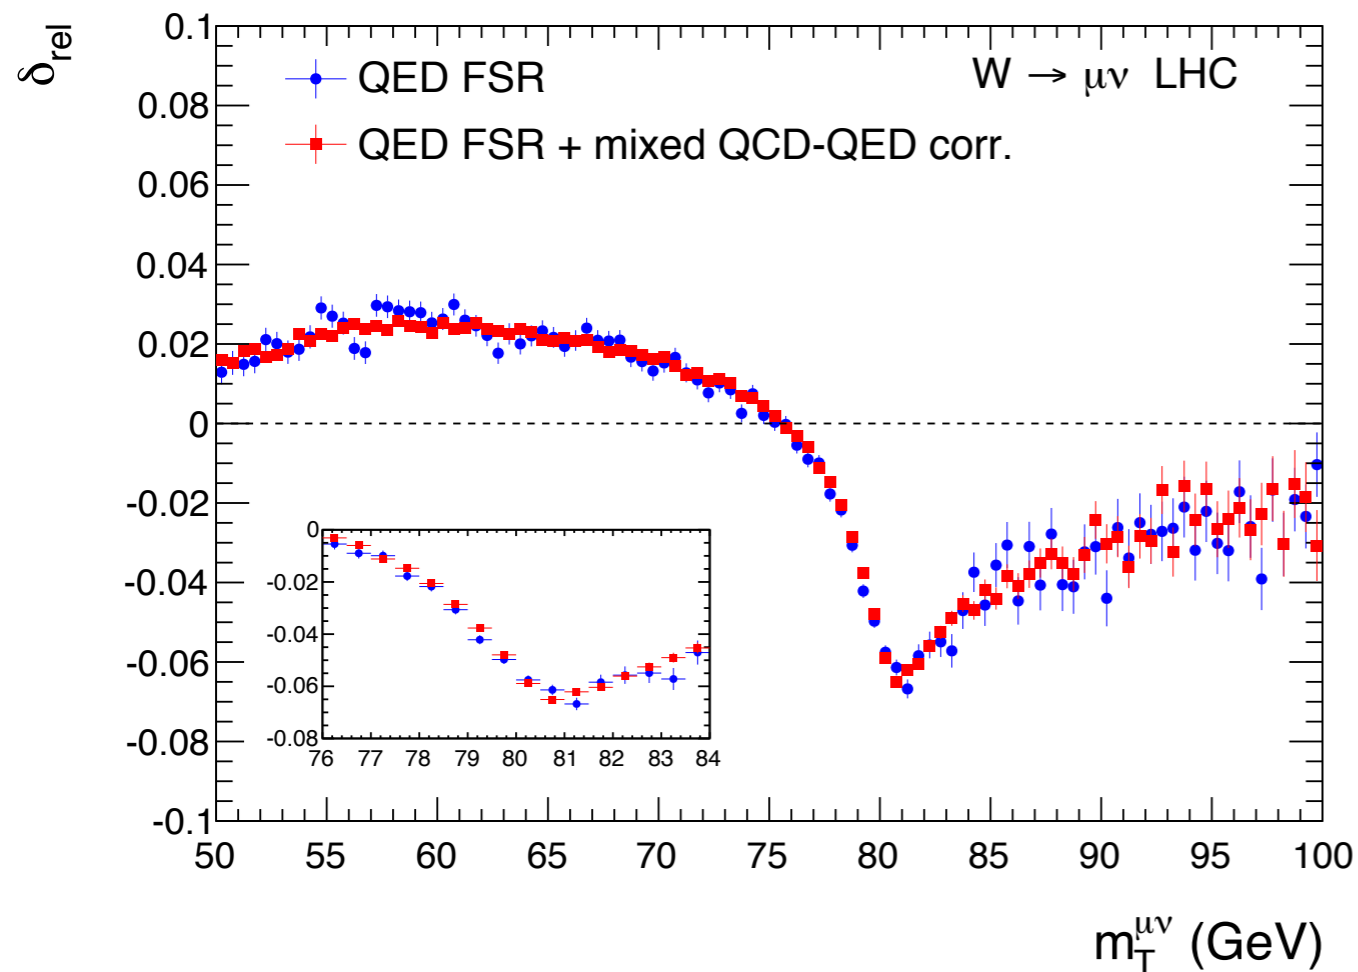 δrel
0.1
0.08
0.06
0.04
0.02
0
-0.02
-0.04
-0.06
-0.08
-0.1
QED FSR
QED FSR + mixed QCD-QED corr.
W → μν LHC
0
-0.02
-0.04
-0.06
-0.08
76 77 78 79 80 81 82 83 84
50 55 60 65 70 75 80 85 90 95 100
m_T^μν (GeV)